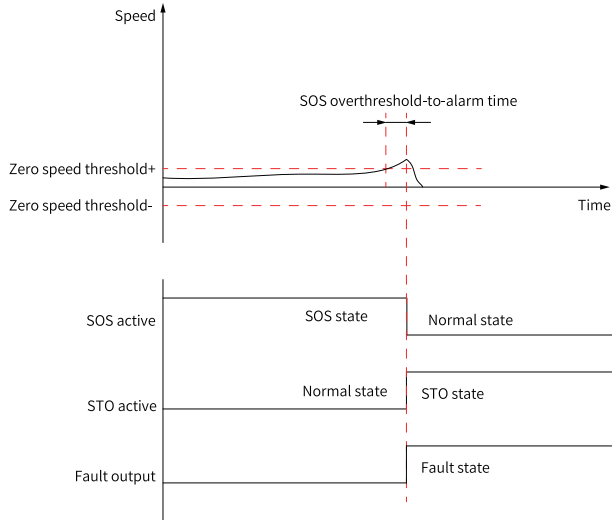 Speed
SOS overthreshold-to-alarm time
Zero speed threshold+
Zero speed threshold-
Time
SOS active
SOS state
Normal state
STO active
Normal state
STO state
Fault output
Fault state